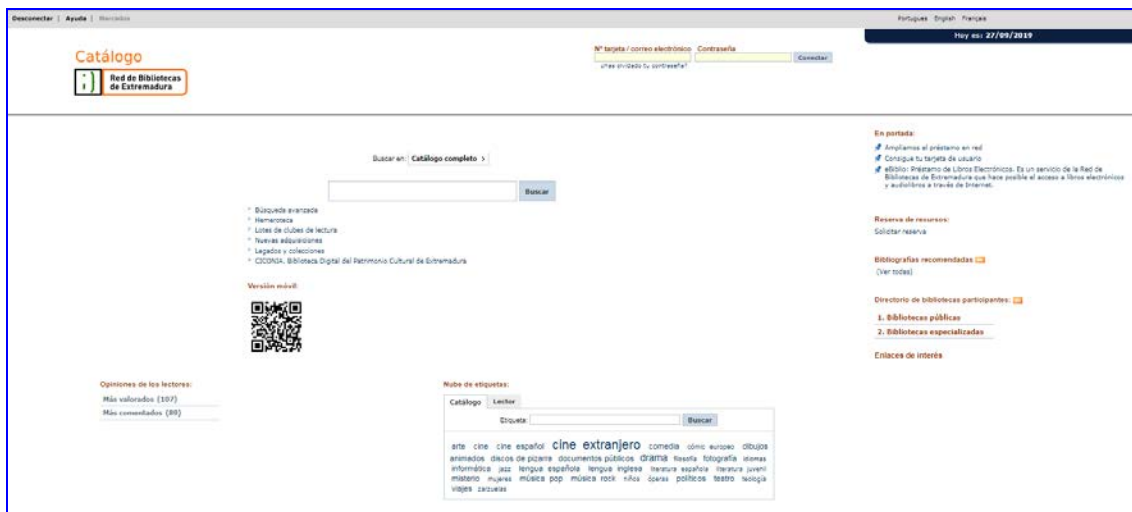 Desconectar | Ayuda | Mercados
Portugues English Français
Hoy es: 27/09/2019
Catálogo
Red de Bibliotecas
de Extremadura
Nº tarjeta / correo electrónico Contraseña
Conectar
¿Has olvidado tu contraseña?
Buscar en: Catálogo completo >
Buscar
Búsqueda avanzada
Hemeroteca
Lotes de clubes de lectura
Nuevas adquisiciones
Legados y colecciones
CICONIA. Biblioteca Digital del Patrimonio Cultural de Extremadura
Versión móvil:
En portada:
Ampliamos el préstamo en red
Consigue tu tarjeta de usuario
eBiblio: Préstamo de Libros Electrónicos. Es un servicio de la Red de
Bibliotecas de Extremadura que hace posible el acceso a libros electrónicos
y audiolibros a través de Internet.
Reserva de recursos:
Solicitar reserva
Bibliografías recomendadas
(Ver todas)
Directorio de bibliotecas participantes:
1. Bibliotecas públicas
2. Bibliotecas especializadas
Enlaces de interés
Opiniones de los lectores:
Más valorados (107)
Más comentados (80)
Nube de etiquetas:
Catálogo Lector
Etiqueta: Buscar
arte cine cine español cine extranjero comedia cómic europeo dibujos
animados discos de pizarra documentos públicos drama filosofía fotografía idiomas
informática jazz lengua española lengua inglesa literatura española literatura juvenil
misterio mujeres música pop música rock niños óperas políticos teatro teología
viajes zarzuelas